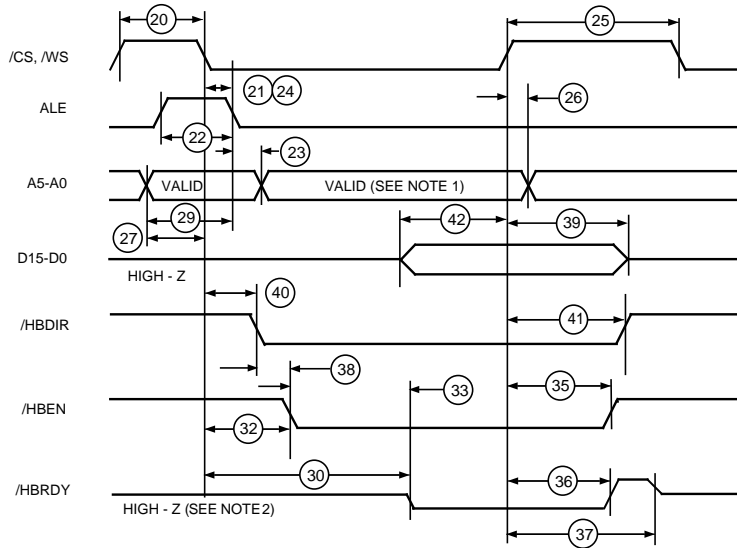 20
25
/CS, /WS
21 24
26
ALE
22
23
A5-A0
VALID
VALID (SEE NOTE 1)
29
42
39
27
D15-D0
HIGH - Z
40
41
/HBDIR
38
33
35
/HBEN
32
30
36
/HBRDY
HIGH - Z (SEE NOTE 2)
37